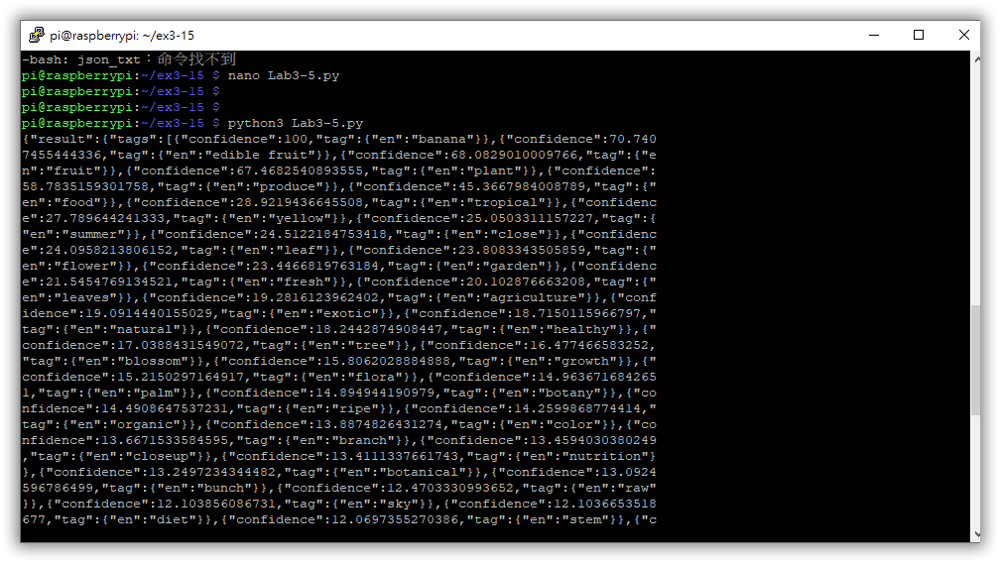 pi@raspberrypi: ~/ex3-15
-bash: json_txt：命令找不到
pi@raspberrypi:~/ex3-15 $ nano Lab3-5.py
pi@raspberrypi:~/ex3-15 $
pi@raspberrypi:~/ex3-15 $
pi@raspberrypi:~/ex3-15 $ python3 Lab3-5.py
{"result":{"tags":[{"confidence":100,"tag":{"en":"banana"}},{"confidence":70.740
7455444336,"tag":{"en":"edible fruit"}},{"confidence":68.0829010009766,"tag":{"e
n":"fruit"}},{"confidence":67.4682540893555,"tag":{"en":"plant"}},{"confidence":
58.7835159301758,"tag":{"en":"produce"}},{"confidence":45.3667984008789,"tag":{"
en":"food"}},{"confidence":28.9219436645508,"tag":{"en":"tropical"}},{"confidenc
e":27.789644241333,"tag":{"en":"yellow"}},{"confidence":25.0503311157227,"tag":{
"en":"summer"}},{"confidence":24.5122184753418,"tag":{"en":"close"}},{"confidenc
e":24.0958213806152,"tag":{"en":"leaf"}},{"confidence":23.8083343505859,"tag":{"
en":"flower"}},{"confidence":23.4466819763184,"tag":{"en":"garden"}},{"confidenc
e":21.5454769134521,"tag":{"en":"fresh"}},{"confidence":20.102876663208,"tag":{"
en":"leaves"}},{"confidence":19.2816123962402,"tag":{"en":"agriculture"}},{"conf
idence":19.0914440155029,"tag":{"en":"exotic"}},{"confidence":18.7150115966797,"
tag":{"en":"natural"}},{"confidence":18.2442874908447,"tag":{"en":"healthy"}},{"
confidence":17.0388431549072,"tag":{"en":"tree"}},{"confidence":16.477466583252,
"tag":{"en":"blossom"}},{"confidence":15.8062028884888,"tag":{"en":"growth"}},{"
confidence":15.2150297164917,"tag":{"en":"flora"}},{"confidence":14.963671684265
1,"tag":{"en":"palm"}},{"confidence":14.894944190979,"tag":{"en":"botany"}},{"co
nfidence":14.4908647537231,"tag":{"en":"ripe"}},{"confidence":14.2599868774414,"
tag":{"en":"organic"}},{"confidence":13.8874826431274,"tag":{"en":"color"}},{"co
nfidence":13.6671533584595,"tag":{"en":"branch"}},{"confidence":13.4594030380249
,"tag":{"en":"closeup"}},{"confidence":13.4111337661743,"tag":{"en":"nutrition"}
},{"confidence":13.2497234344482,"tag":{"en":"botanical"}},{"confidence":13.0924
596786499,"tag":{"en":"bunch"}},{"confidence":12.4703330993652,"tag":{"en":"raw"
}},{"confidence":12.103856086731,"tag":{"en":"sky"}},{"confidence":12.1036653518
677,"tag":{"en":"diet"}},{"confidence":12.0697355270386,"tag":{"en":"stem"}},{"c